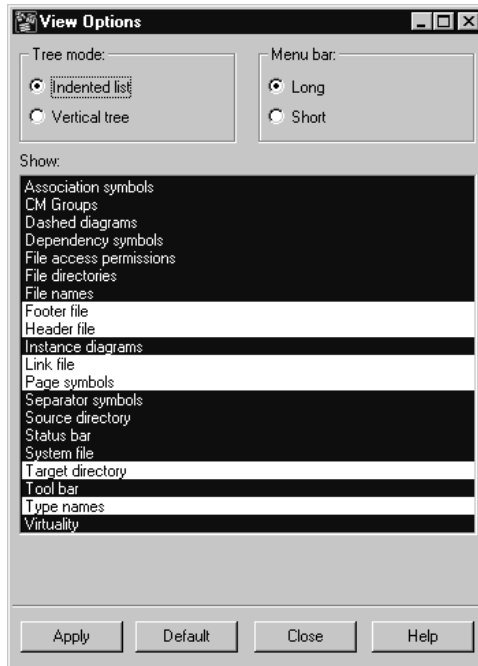 View Options
Tree mode:
Indented list
Vertical tree
Menu bar:
Long
Short
Show:
Association symbols
CM Groups
Dashed diagrams
Dependency symbols
File access permissions
File directories
File names
Footer file
Header file
Instance diagrams
Link file
Page symbols
Separator symbols
Source directory
Status bar
System file
Target directory
Tool bar
Type names
Virtuality
Apply
Default
Close
Help